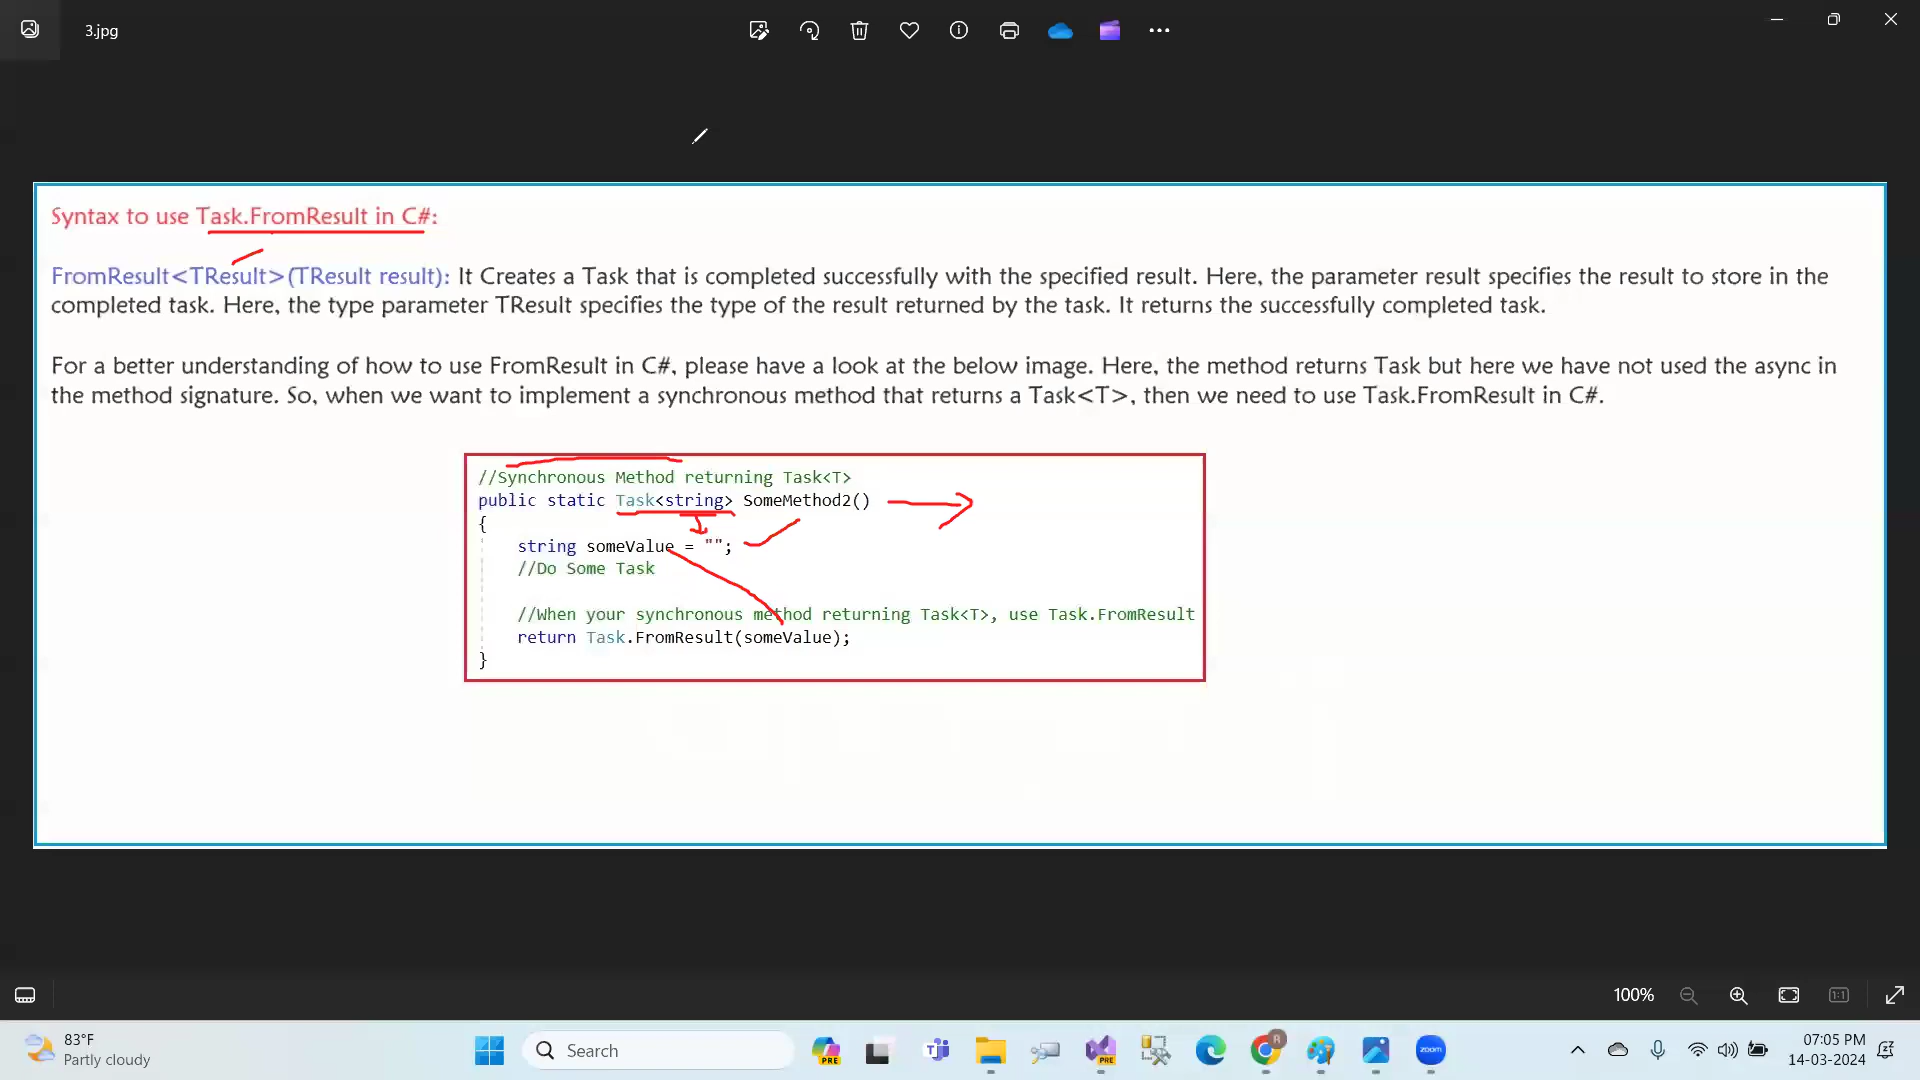 3.jpg
Syntax to use Task.FromResult in C#:
FromResult<TResult>(TResult result): It Creates a Task that is completed successfully with the specified result. Here, the parameter result specifies the result to store in the
completed task. Here, the type parameter TResult specifies the type of the result returned by the task. It returns the successfully completed task.
For a better understanding of how to use FromResult in C#, please have a look at the below image. Here, the method returns Task but here we have not used the async in
the method signature. So, when we want to implement a synchronous method that returns a Task<T>, then we need to use Task.FromResult in C#.
//Synchronous Method returning Task<T>
public static Task<string> SomeMethod2()
{
string someValue = "";
//Do Some Task
//When your synchronous method returning Task<T>, use Task.FromResult
return Task.FromResult(someValue);
}
100%
1:1
83°F
Partly cloudy
Search
PRE
PRE
R
zoom
07:05 PM
14-03-2024